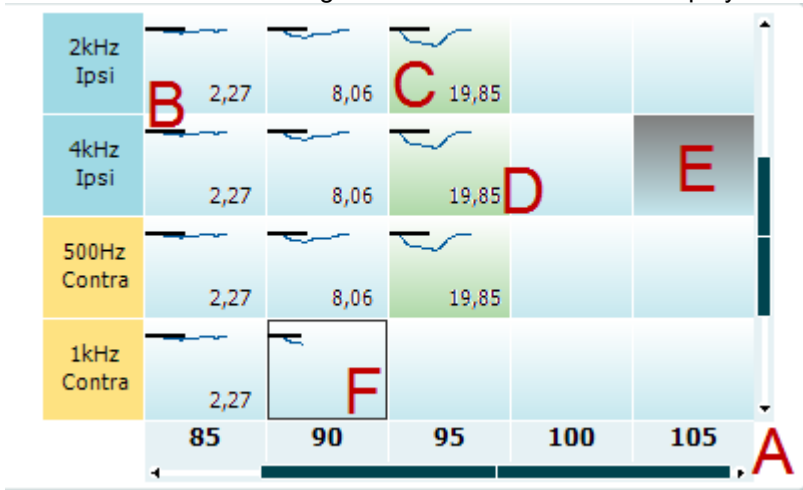 2kHz
Ipsi
B 2,27 8,06 C 19,85
4kHz
Ipsi
2,27 8,06 19,85 D E
500Hz
Contra
2,27 8,06 19,85
1kHz
Contra
2,27 F
85 90 95 100 105 A